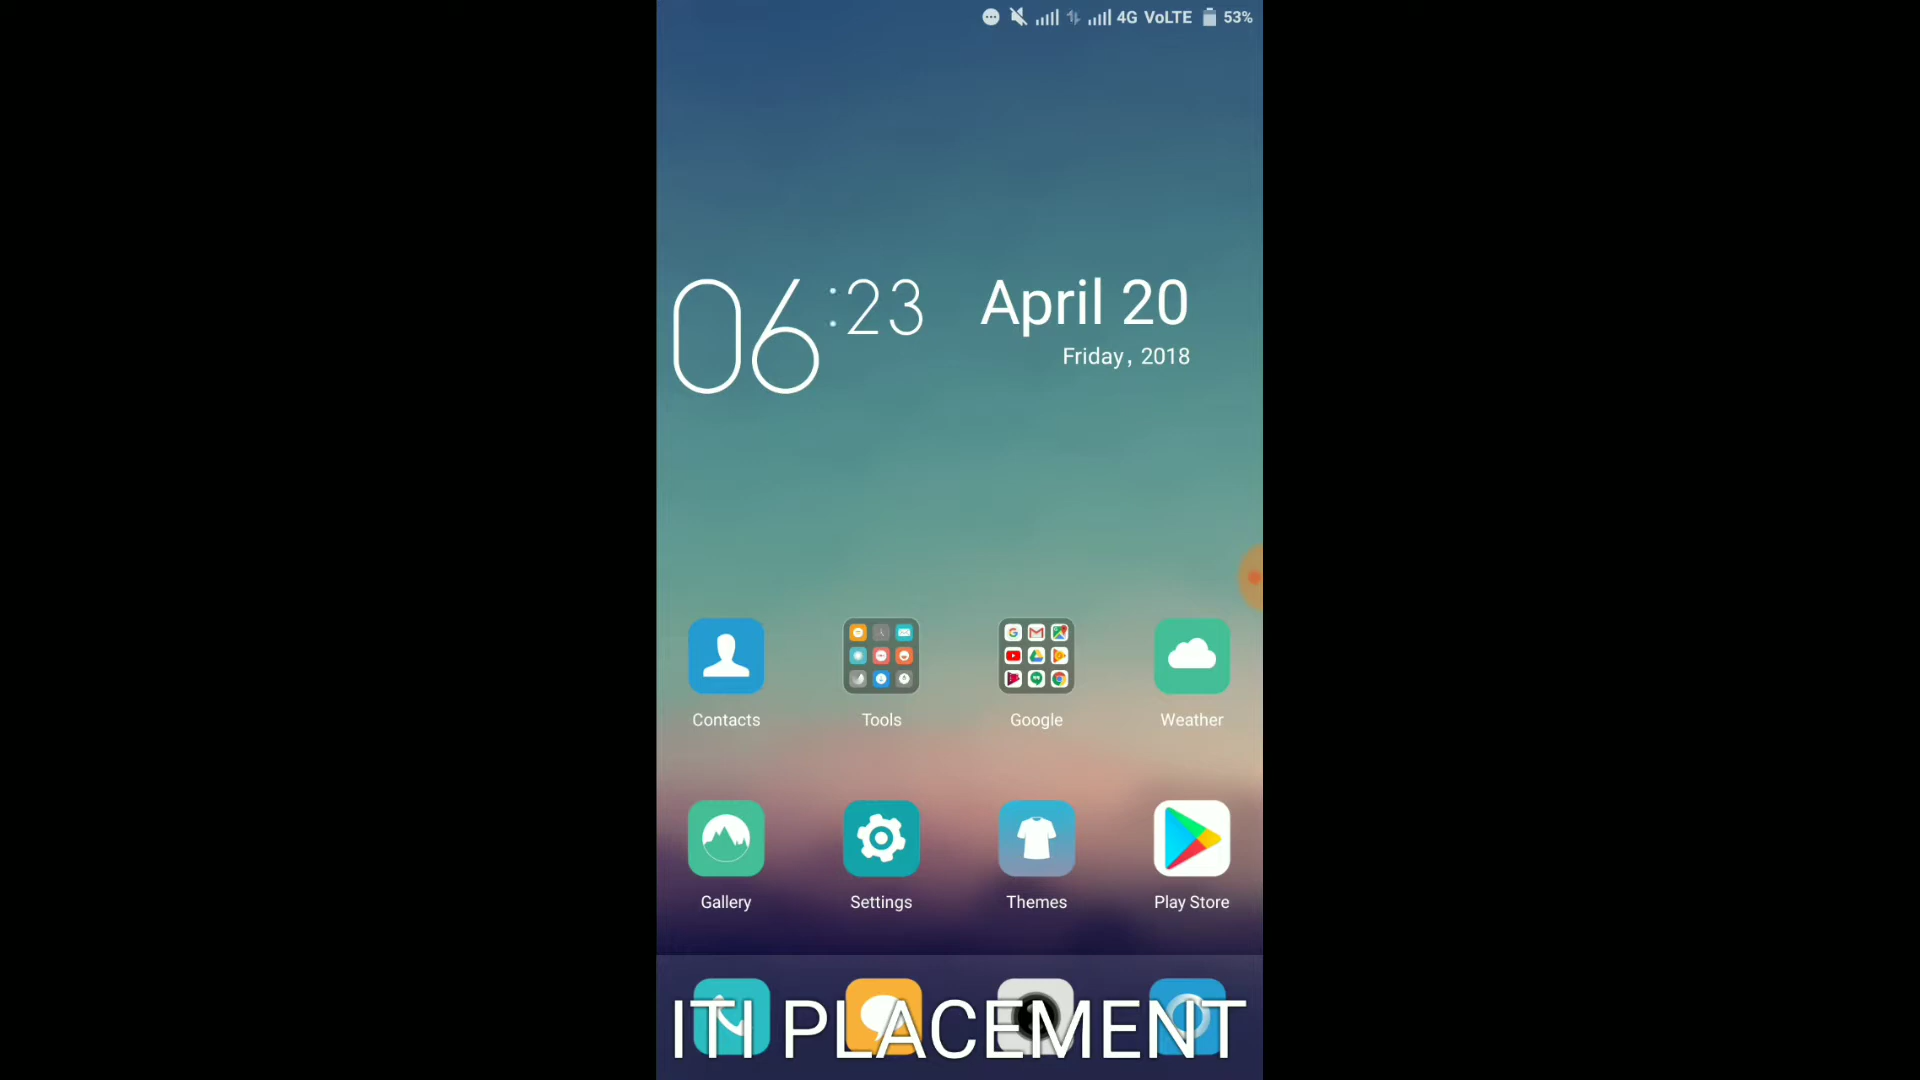 4G VoLTE 53%
06:23
April 20
Friday, 2018
Contacts Tools Google Weather
Gallery Settings Themes Play Store
ITI PLACEMENT